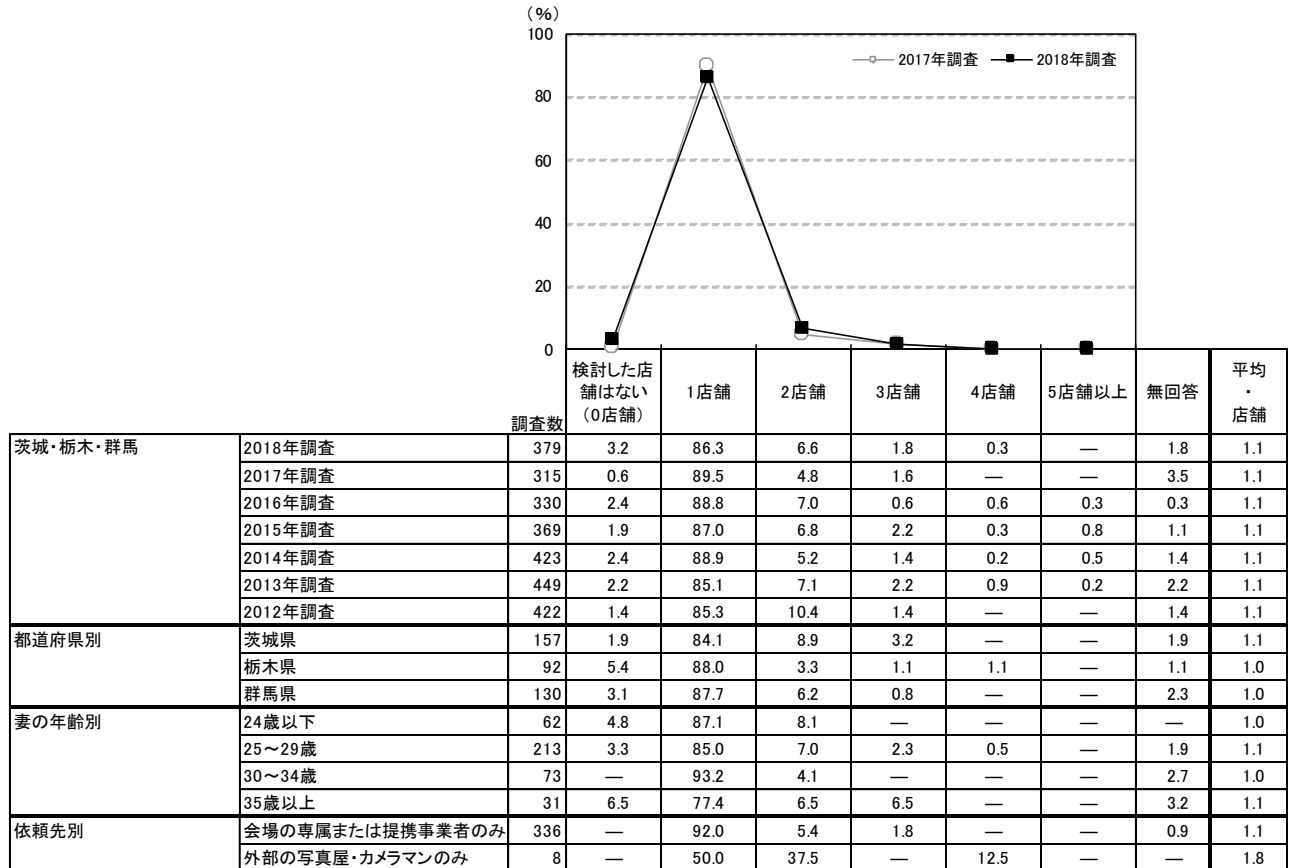 (%)
100
80
60
40
20
0
2017年調査 2018年調査
調査数 検討した店舗はない(0店舗) 1店舗 2店舗 3店舗 4店舗 5店舗以上 無回答 平均・店舗
茨城・栃木・群馬 2018年調査 379 3.2 86.3 6.6 1.8 0.3 — 1.8 1.1
2017年調査 315 0.6 89.5 4.8 1.6 — — 3.5 1.1
2016年調査 330 2.4 88.8 7.0 0.6 0.6 0.3 0.3 1.1
2015年調査 369 1.9 87.0 6.8 2.2 0.3 0.8 1.1 1.1
2014年調査 423 2.4 88.9 5.2 1.4 0.2 0.5 1.4 1.1
2013年調査 449 2.2 85.1 7.1 2.2 0.9 0.2 2.2 1.1
2012年調査 422 1.4 85.3 10.4 1.4 — — 1.4 1.1
都道府県別 茨城県 157 1.9 84.1 8.9 3.2 — — 1.9 1.1
栃木県 92 5.4 88.0 3.3 1.1 1.1 — 1.1 1.0
群馬県 130 3.1 87.7 6.2 0.8 — — 2.3 1.0
妻の年齢別 24歳以下 62 4.8 87.1 8.1 — — — — 1.0
25～29歳 213 3.3 85.0 7.0 2.3 0.5 — 1.9 1.1
30～34歳 73 — 93.2 4.1 — — — 2.7 1.0
35歳以上 31 6.5 77.4 6.5 6.5 — — 3.2 1.1
依頼先別 会場の専属または提携事業者のみ 336 — 92.0 5.4 1.8 — — 0.9 1.1
外部の写真屋・カメラマンのみ 8 — 50.0 37.5 — 12.5 — — 1.8